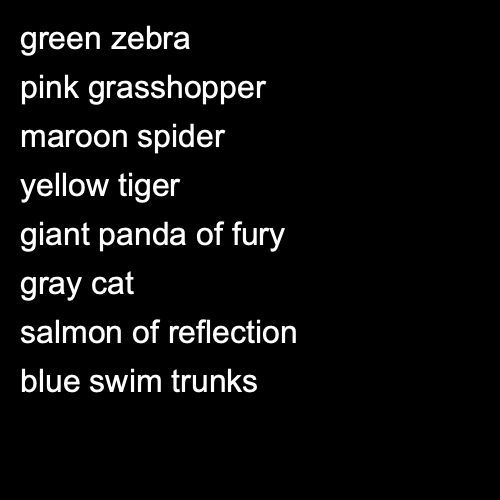 green zebra
pink grasshopper
maroon spider
yellow tiger
giant panda of fury
gray cat
salmon of reflection
blue swim trunks